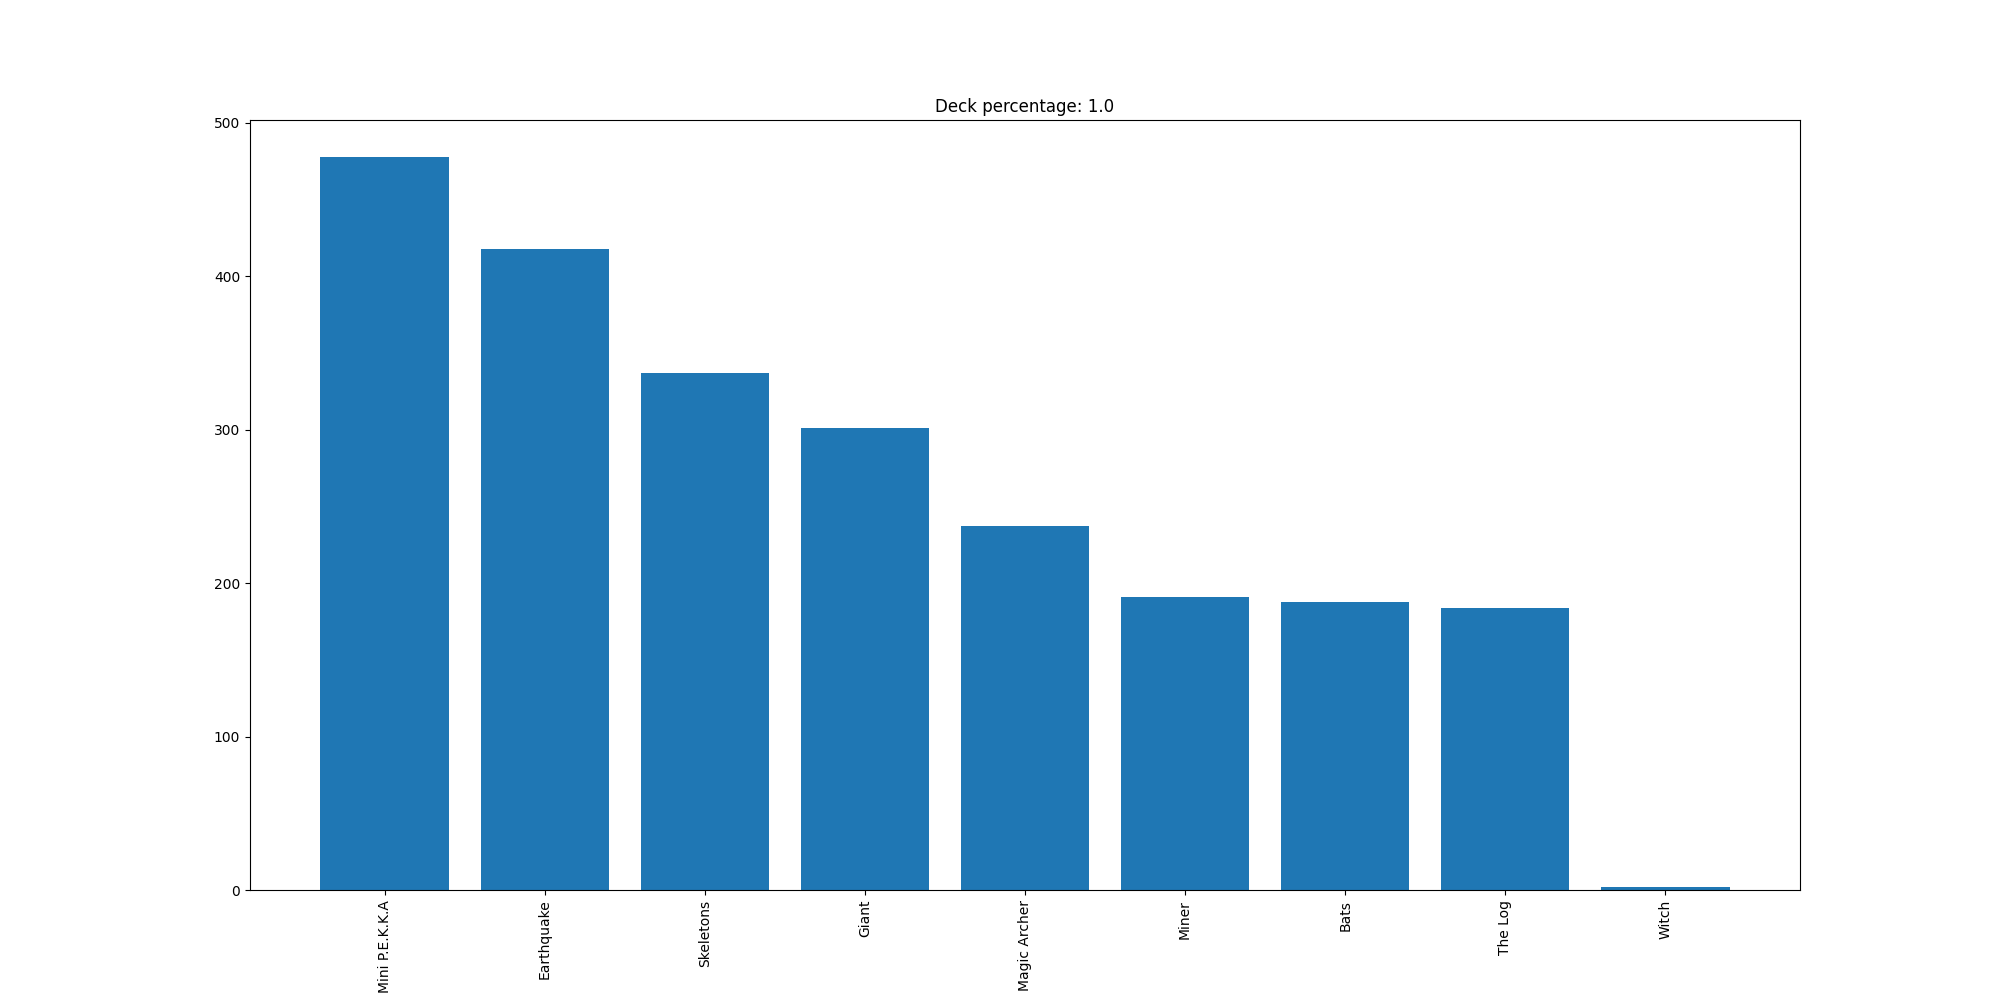 Deck percentage: 1.0
500
400
300
200
100
0
Mini P.E.K.K.A
Earthquake
Skeletons
Giant
Magic Archer
Miner
Bats
The Log
Witch